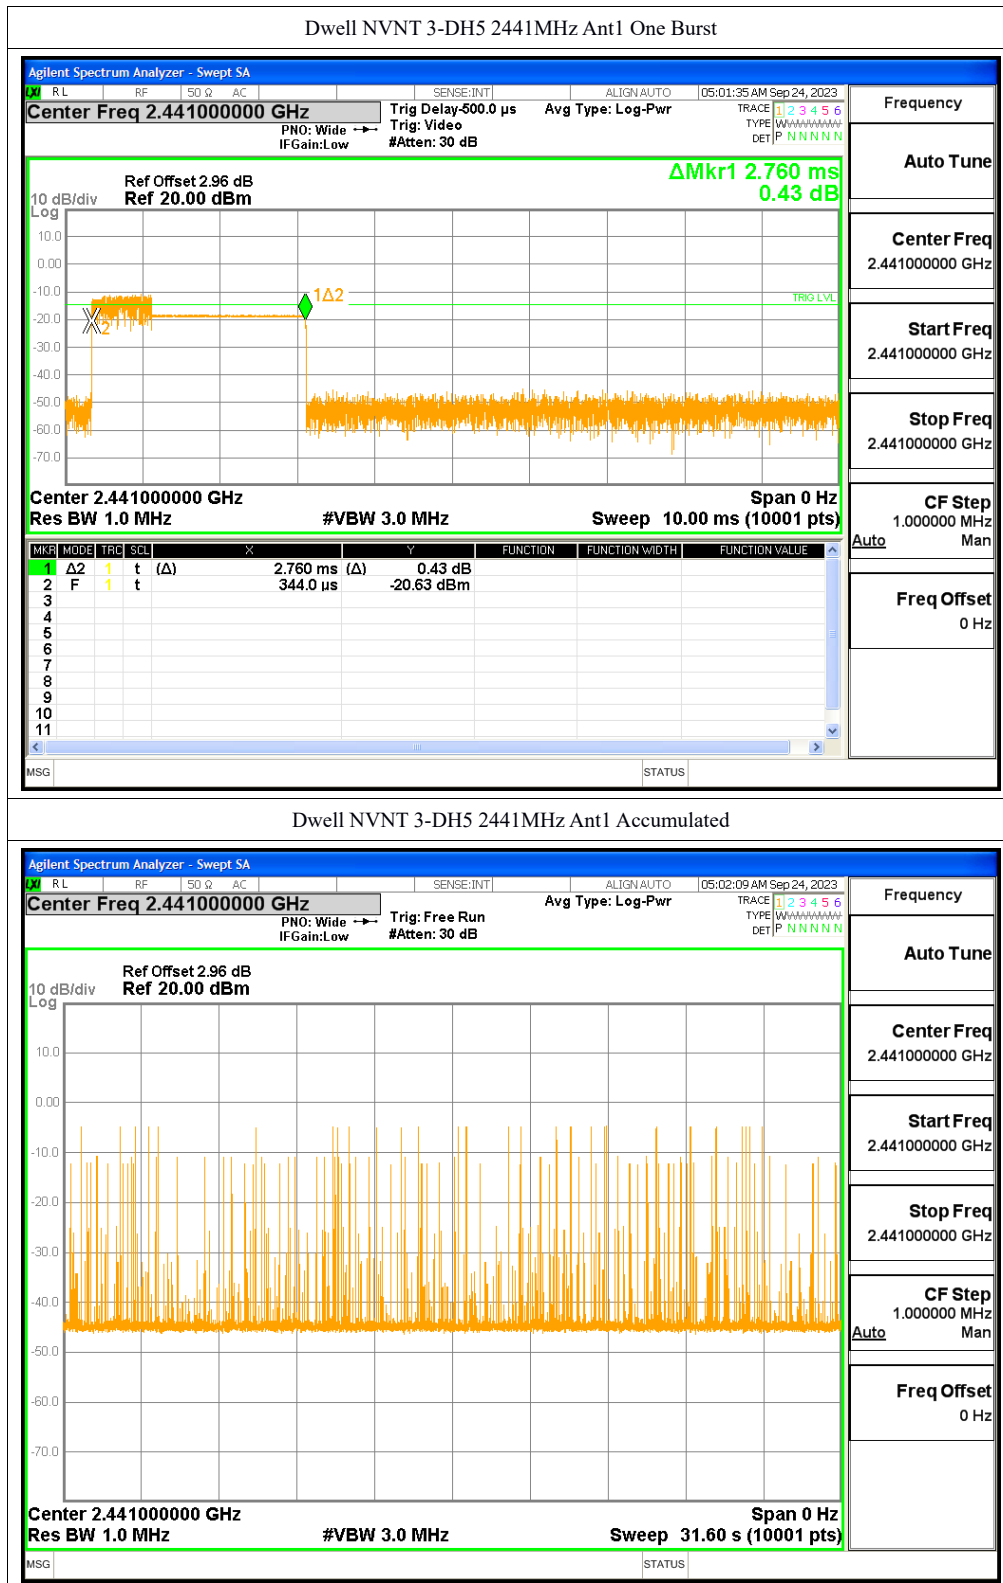 Dwell NVNT 3-DH5 2441MHz Ant1 One Burst
Agilent Spectrum Analyzer - Swept SA
LXI RL RF 50 Ω AC SENSE:INT ALIGN AUTO 05:01:35 AM Sep 24, 2023
Center Freq 2.441000000 GHz
PNO: Wide
IFGain:Low
Trig Delay-500.0 µs
Trig: Video
#Atten: 30 dB
Avg Type: Log-Pwr
TRACE 1 2 3 4 5 6
TYPE WWWWWW
DET P N N N N N
ΔMkr1 2.760 ms
0.43 dB
Ref Offset 2.96 dB
10 dB/div Ref 20.00 dBm
Log
10.0
0.00
-10.0
-20.0
-30.0
-40.0
-50.0
-60.0
-70.0
1Δ2
2
TRIG LVL
Center 2.441000000 GHz Span 0 Hz
Res BW 1.0 MHz #VBW 3.0 MHz Sweep 10.00 ms (10001 pts)
MKR MODE TRC SCL X Y FUNCTION FUNCTION WIDTH FUNCTION VALUE
1 Δ2 1 t (Δ) 2.760 ms (Δ) 0.43 dB
2 F 1 t 344.0 µs -20.63 dBm
3
4
5
6
7
8
9
10
11
MSG STATUS
Frequency
Auto Tune
Center Freq
2.441000000 GHz
Start Freq
2.441000000 GHz
Stop Freq
2.441000000 GHz
CF Step
1.000000 MHz
Auto Man
Freq Offset
0 Hz
Dwell NVNT 3-DH5 2441MHz Ant1 Accumulated
Agilent Spectrum Analyzer - Swept SA
LXI RL RF 50 Ω AC SENSE:INT ALIGN AUTO 05:02:09 AM Sep 24, 2023
Center Freq 2.441000000 GHz
PNO: Wide
IFGain:Low
Trig: Free Run
#Atten: 30 dB
Avg Type: Log-Pwr
TRACE 1 2 3 4 5 6
TYPE WWWWWW
DET P N N N N N
Ref Offset 2.96 dB
10 dB/div Ref 20.00 dBm
Log
10.0
0.00
-10.0
-20.0
-30.0
-40.0
-50.0
-60.0
-70.0
Center 2.441000000 GHz Span 0 Hz
Res BW 1.0 MHz #VBW 3.0 MHz Sweep 31.60 s (10001 pts)
MSG STATUS
Frequency
Auto Tune
Center Freq
2.441000000 GHz
Start Freq
2.441000000 GHz
Stop Freq
2.441000000 GHz
CF Step
1.000000 MHz
Auto Man
Freq Offset
0 Hz